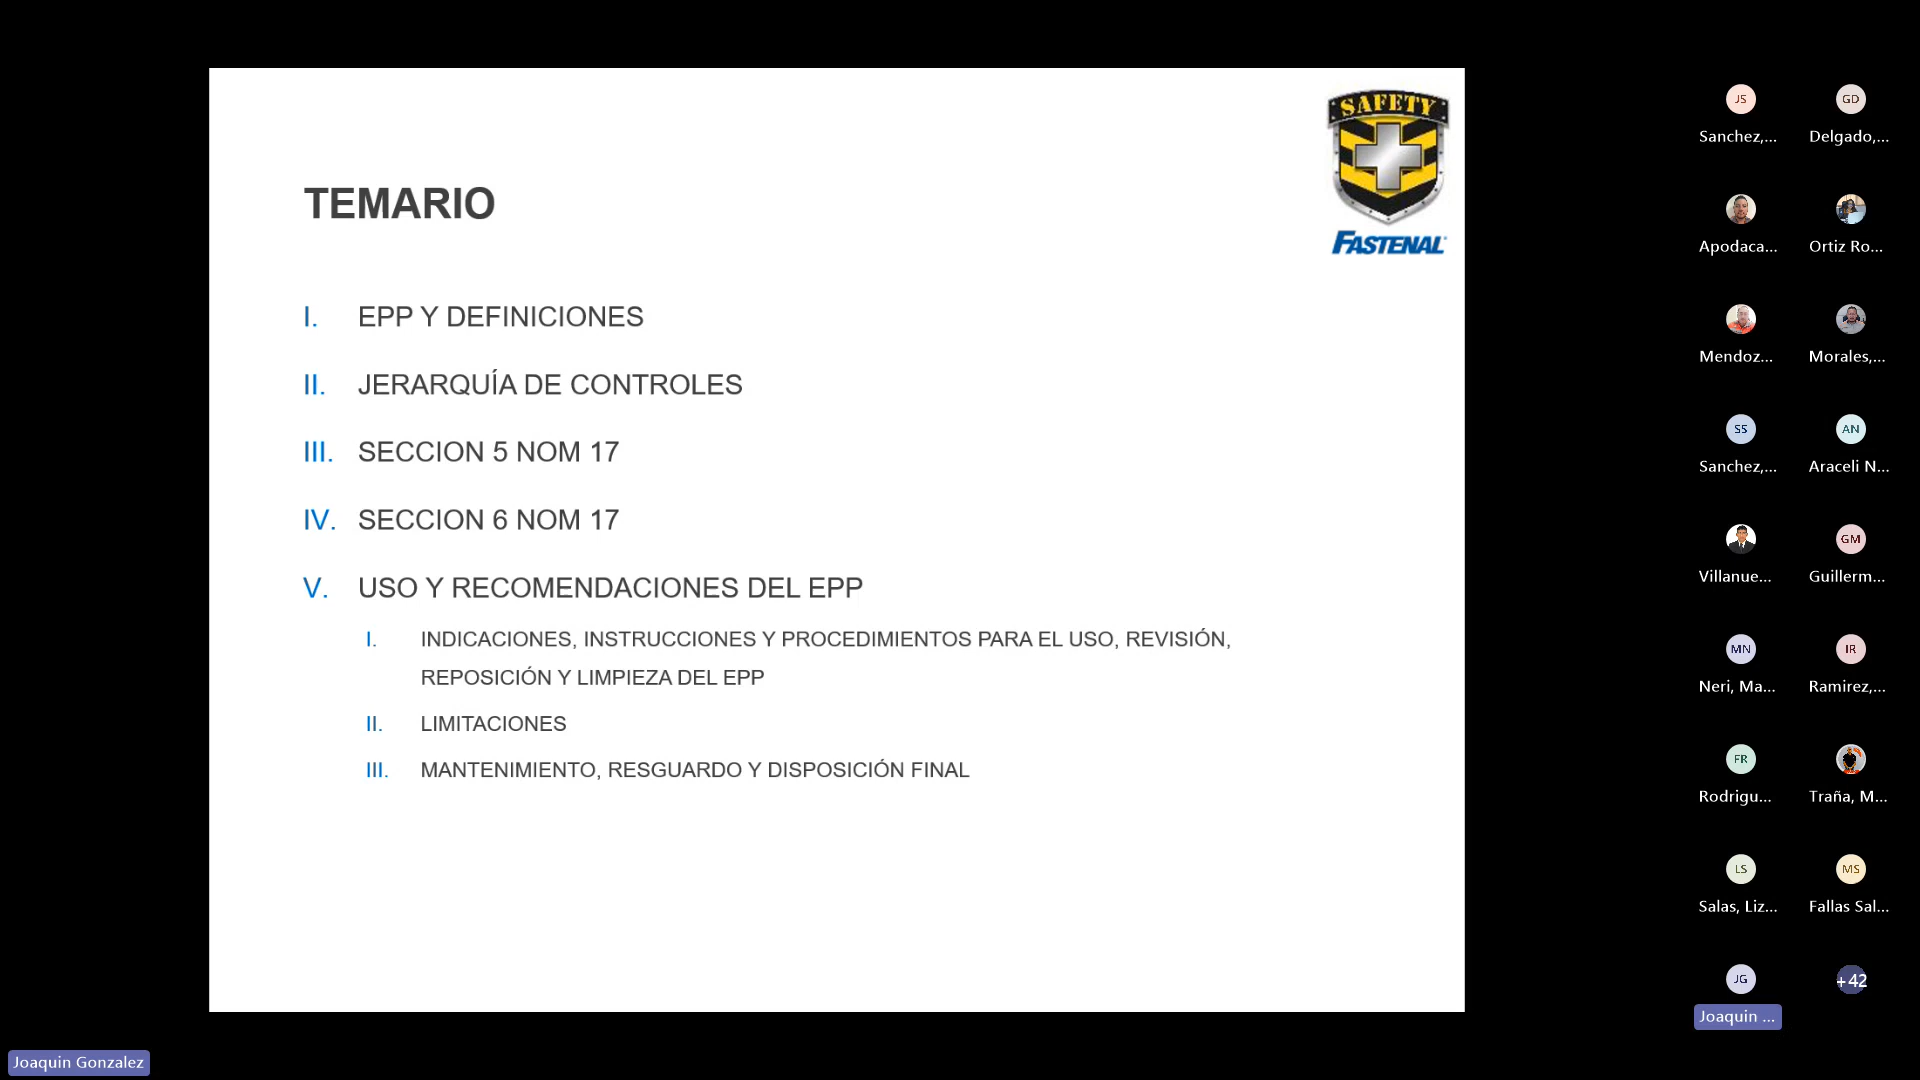 SAFETY
FASTENAL
TEMARIO
I. EPP Y DEFINICIONES
II. JERARQUÍA DE CONTROLES
III. SECCION 5 NOM 17
IV. SECCION 6 NOM 17
V. USO Y RECOMENDACIONES DEL EPP
I. INDICACIONES, INSTRUCCIONES Y PROCEDIMIENTOS PARA EL USO, REVISIÓN,
REPOSICIÓN Y LIMPIEZA DEL EPP
II. LIMITACIONES
III. MANTENIMIENTO, RESGUARDO Y DISPOSICIÓN FINAL
JS GD
Sanchez,... Delgado,...
Apodaca... Ortiz Ro...
Mendoz... Morales,...
SS AN
Sanchez,... Araceli N...
GM
Villanue... Guillerm...
MN IR
Neri, Ma... Ramirez,...
FR
Rodrigu... Traña, M...
LS MS
Salas, Liz... Fallas Sal...
JG +42
Joaquin ...
Joaquin Gonzalez